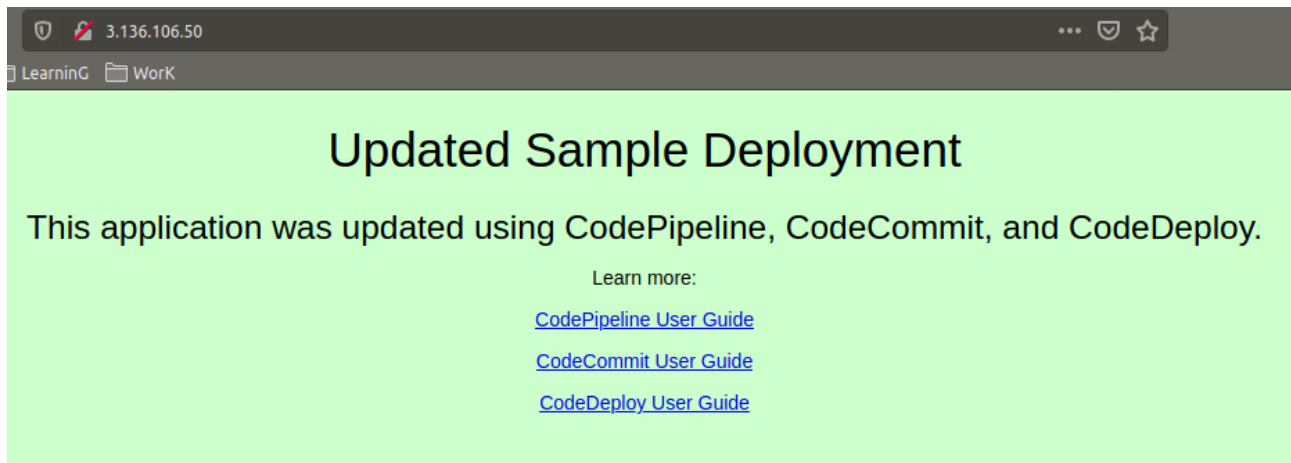 3.136.106.50
LearninG WorK
Updated Sample Deployment
This application was updated using CodePipeline, CodeCommit, and CodeDeploy.
Learn more:
CodePipeline User Guide
CodeCommit User Guide
CodeDeploy User Guide